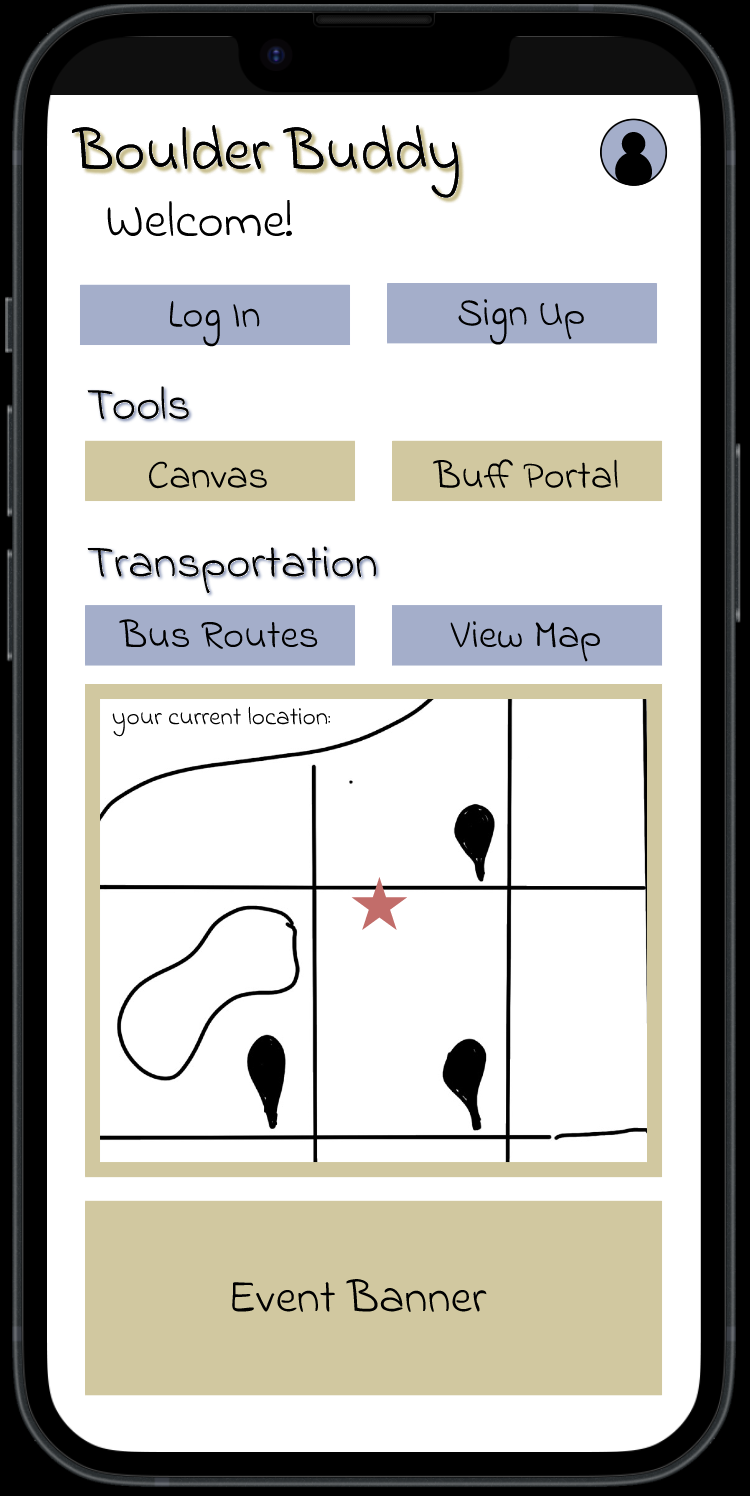 Boulder Buddy
Welcome!
Log In
Sign Up
Tools
Canvas
Buff Portal
Transportation
Bus Routes
View Map
your current location:
Event Banner